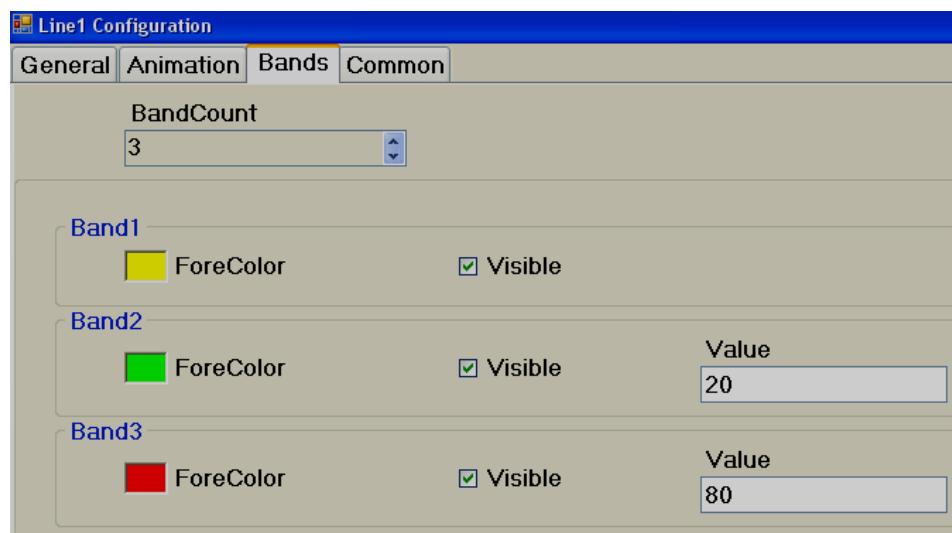 Line1 Configuration
General Animation Bands Common
BandCount
3
Band1
ForeColor Visible
Band2
ForeColor Visible Value
20
Band3
ForeColor Visible Value
80